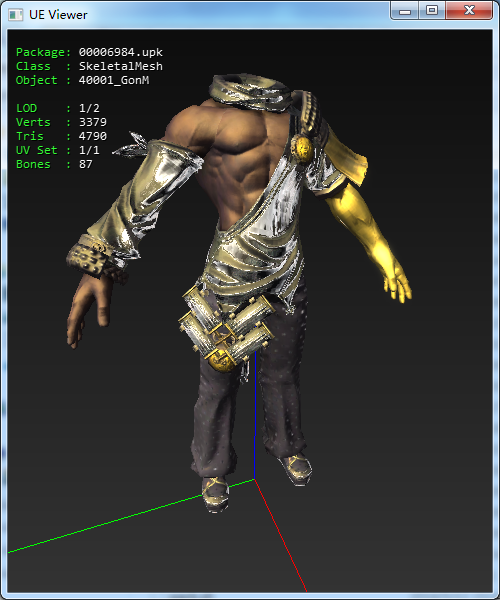 UE Viewer
Package: 00006984.upk
Class  : SkeletalMesh
Object : 40001_GonM
LOD    : 1/2
Verts  : 3379
Tris   : 4790
UV Set : 1/1
Bones  : 87